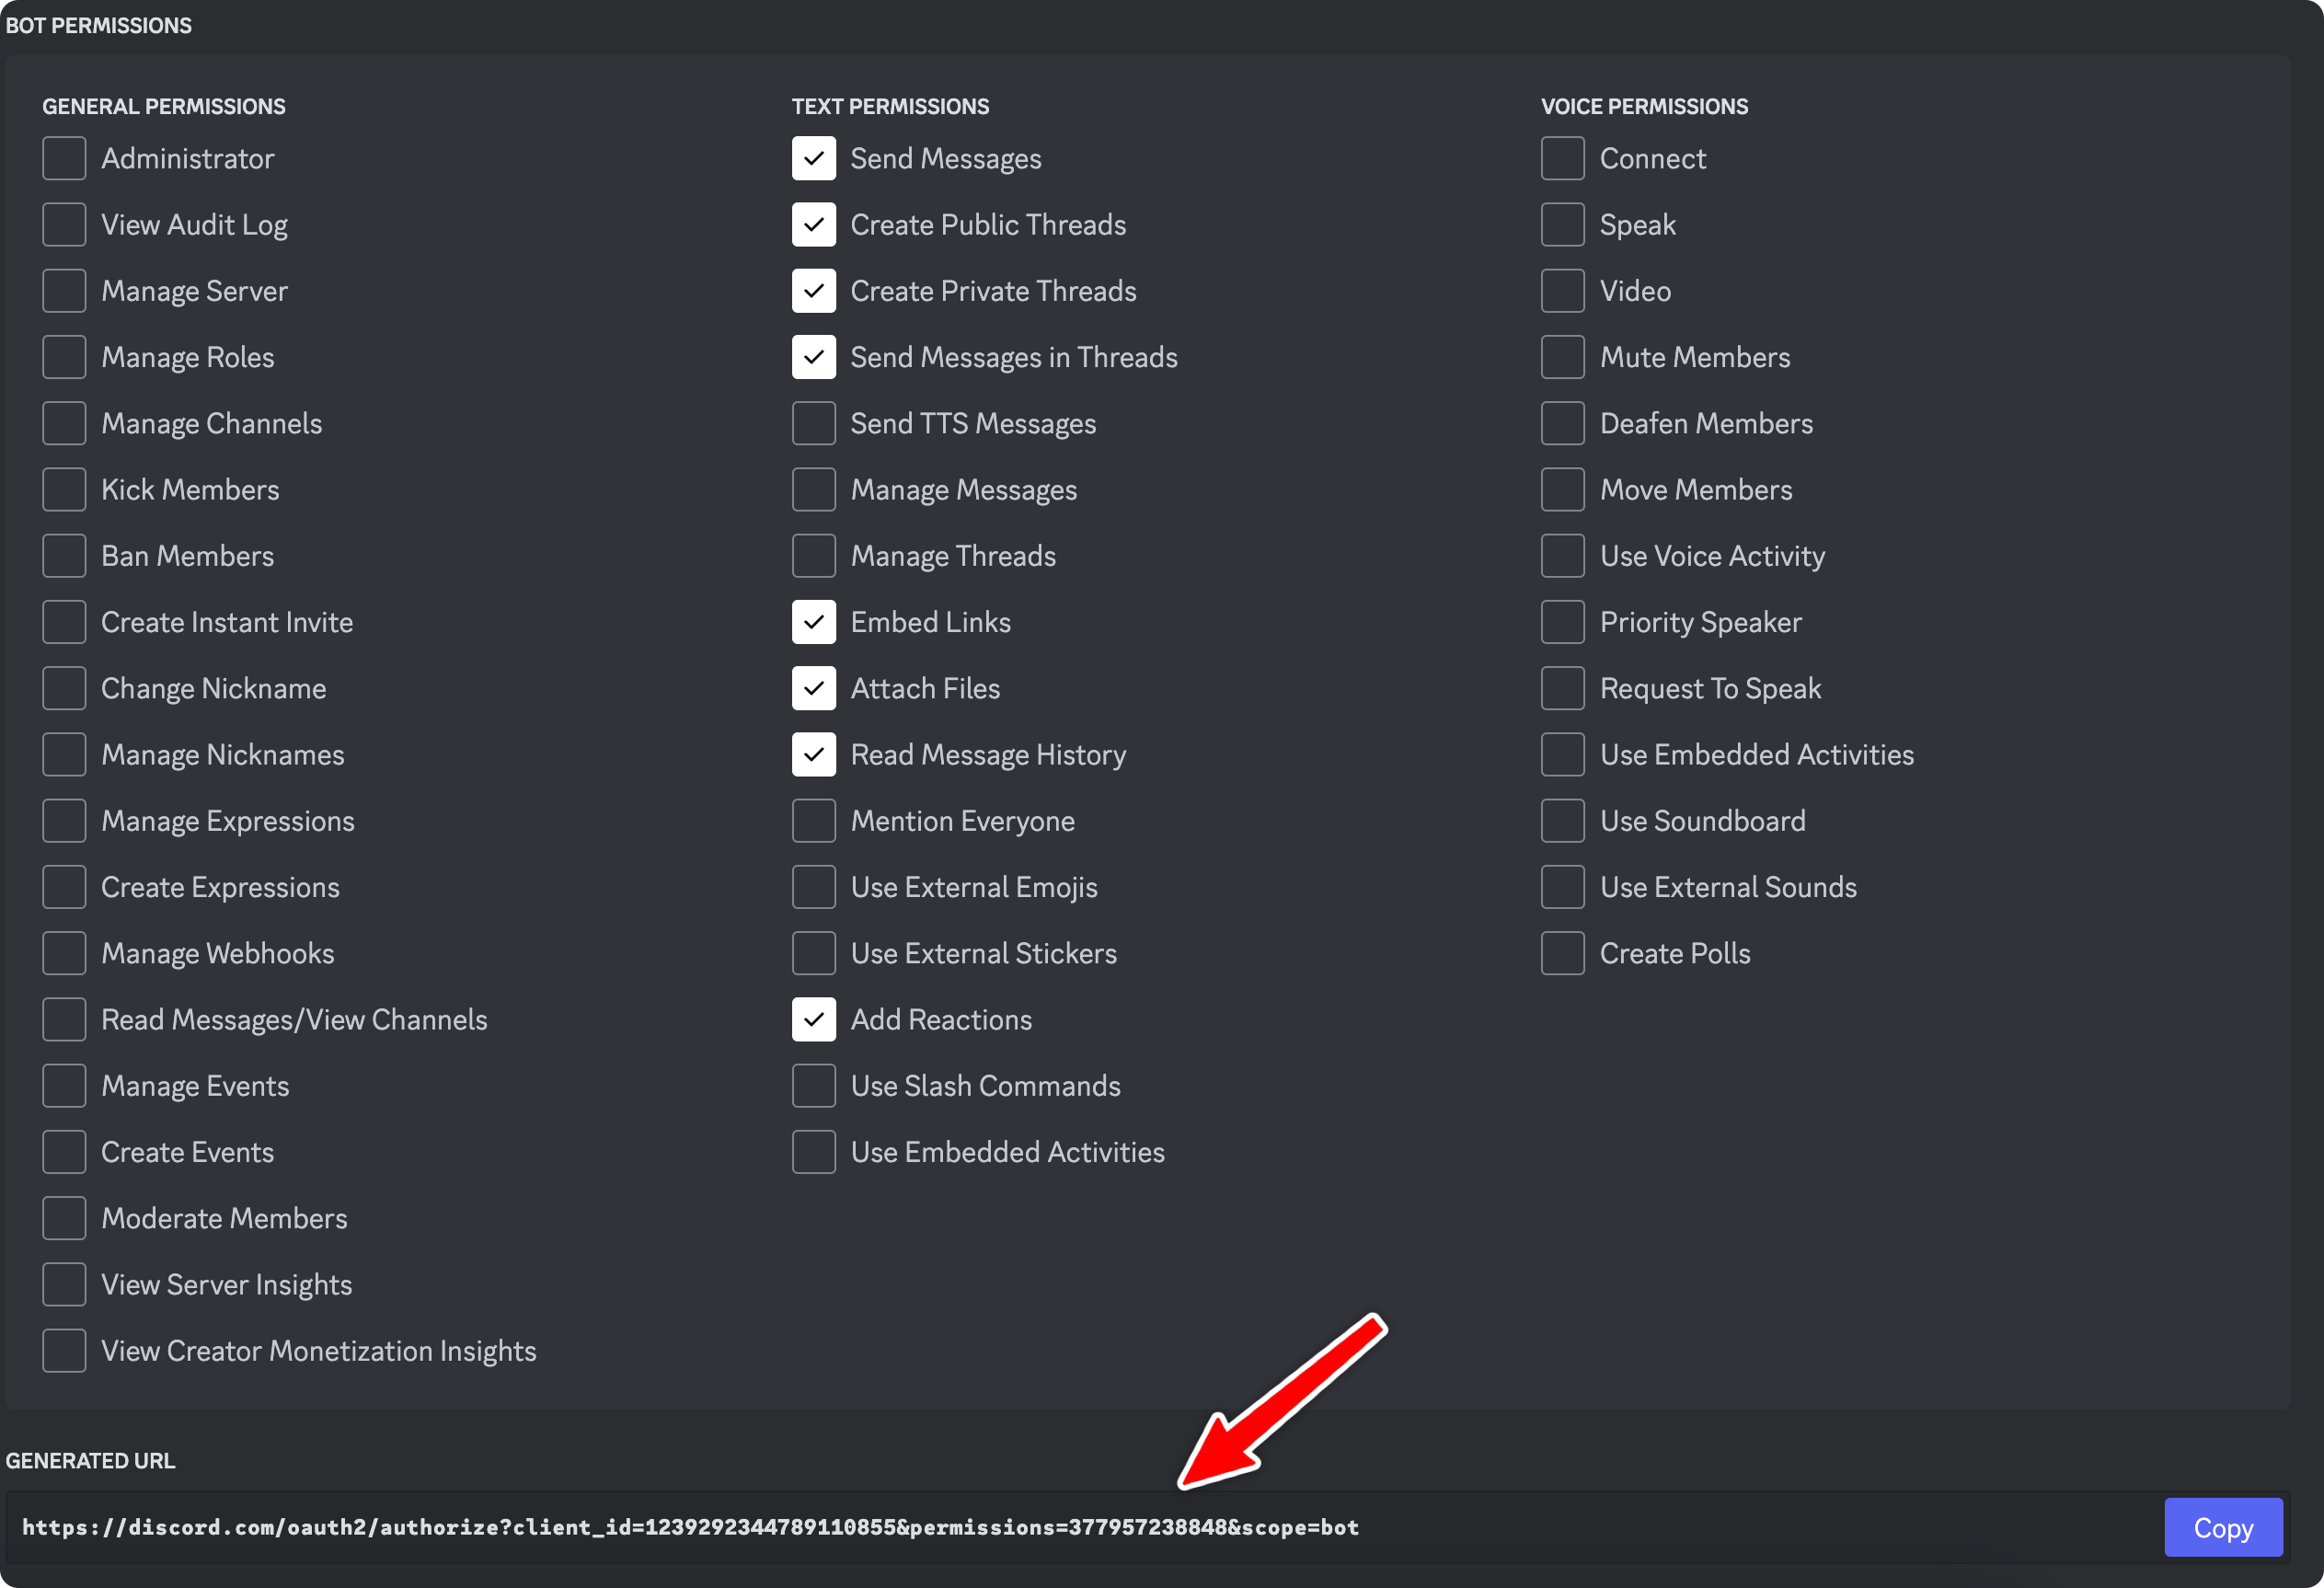 BOT PERMISSIONS
GENERAL PERMISSIONS
Administrator
View Audit Log
Manage Server
Manage Roles
Manage Channels
Kick Members
Ban Members
Create Instant Invite
Change Nickname
Manage Nicknames
Manage Expressions
Create Expressions
Manage Webhooks
Read Messages/View Channels
Manage Events
Create Events
Moderate Members
View Server Insights
View Creator Monetization Insights
TEXT PERMISSIONS
Send Messages
Create Public Threads
Create Private Threads
Send Messages in Threads
Send TTS Messages
Manage Messages
Manage Threads
Embed Links
Attach Files
Read Message History
Mention Everyone
Use External Emojis
Use External Stickers
Add Reactions
Use Slash Commands
Use Embedded Activities
VOICE PERMISSIONS
Connect
Speak
Video
Mute Members
Deafen Members
Move Members
Use Voice Activity
Priority Speaker
Request To Speak
Use Embedded Activities
Use Soundboard
Use External Sounds
Create Polls
GENERATED URL
https://discord.com/oauth2/authorize?client_id=1239292344789110855&permissions=377957238848&scope=bot
Copy